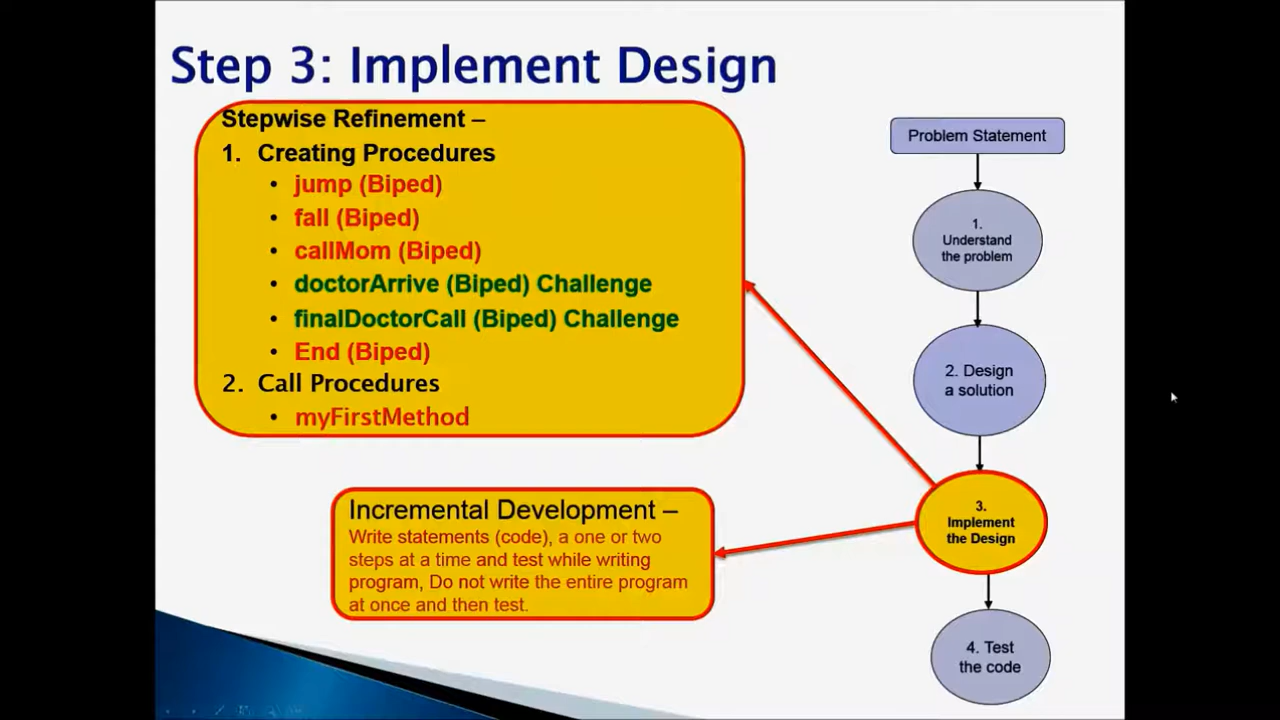 Step 3: Implement Design
Stepwise Refinement –
1. Creating Procedures
• jump (Biped)
• fall (Biped)
• callMom (Biped)
• doctorArrive (Biped) Challenge
• finalDoctorCall (Biped) Challenge
• End (Biped)
2. Call Procedures
• myFirstMethod
Incremental Development –
Write statements (code), a one or two
steps at a time and test while writing
program, Do not write the entire program
at once and then test.
Problem Statement
1.
Understand
the problem
2. Design
a solution
3.
Implement
the Design
4. Test
the code